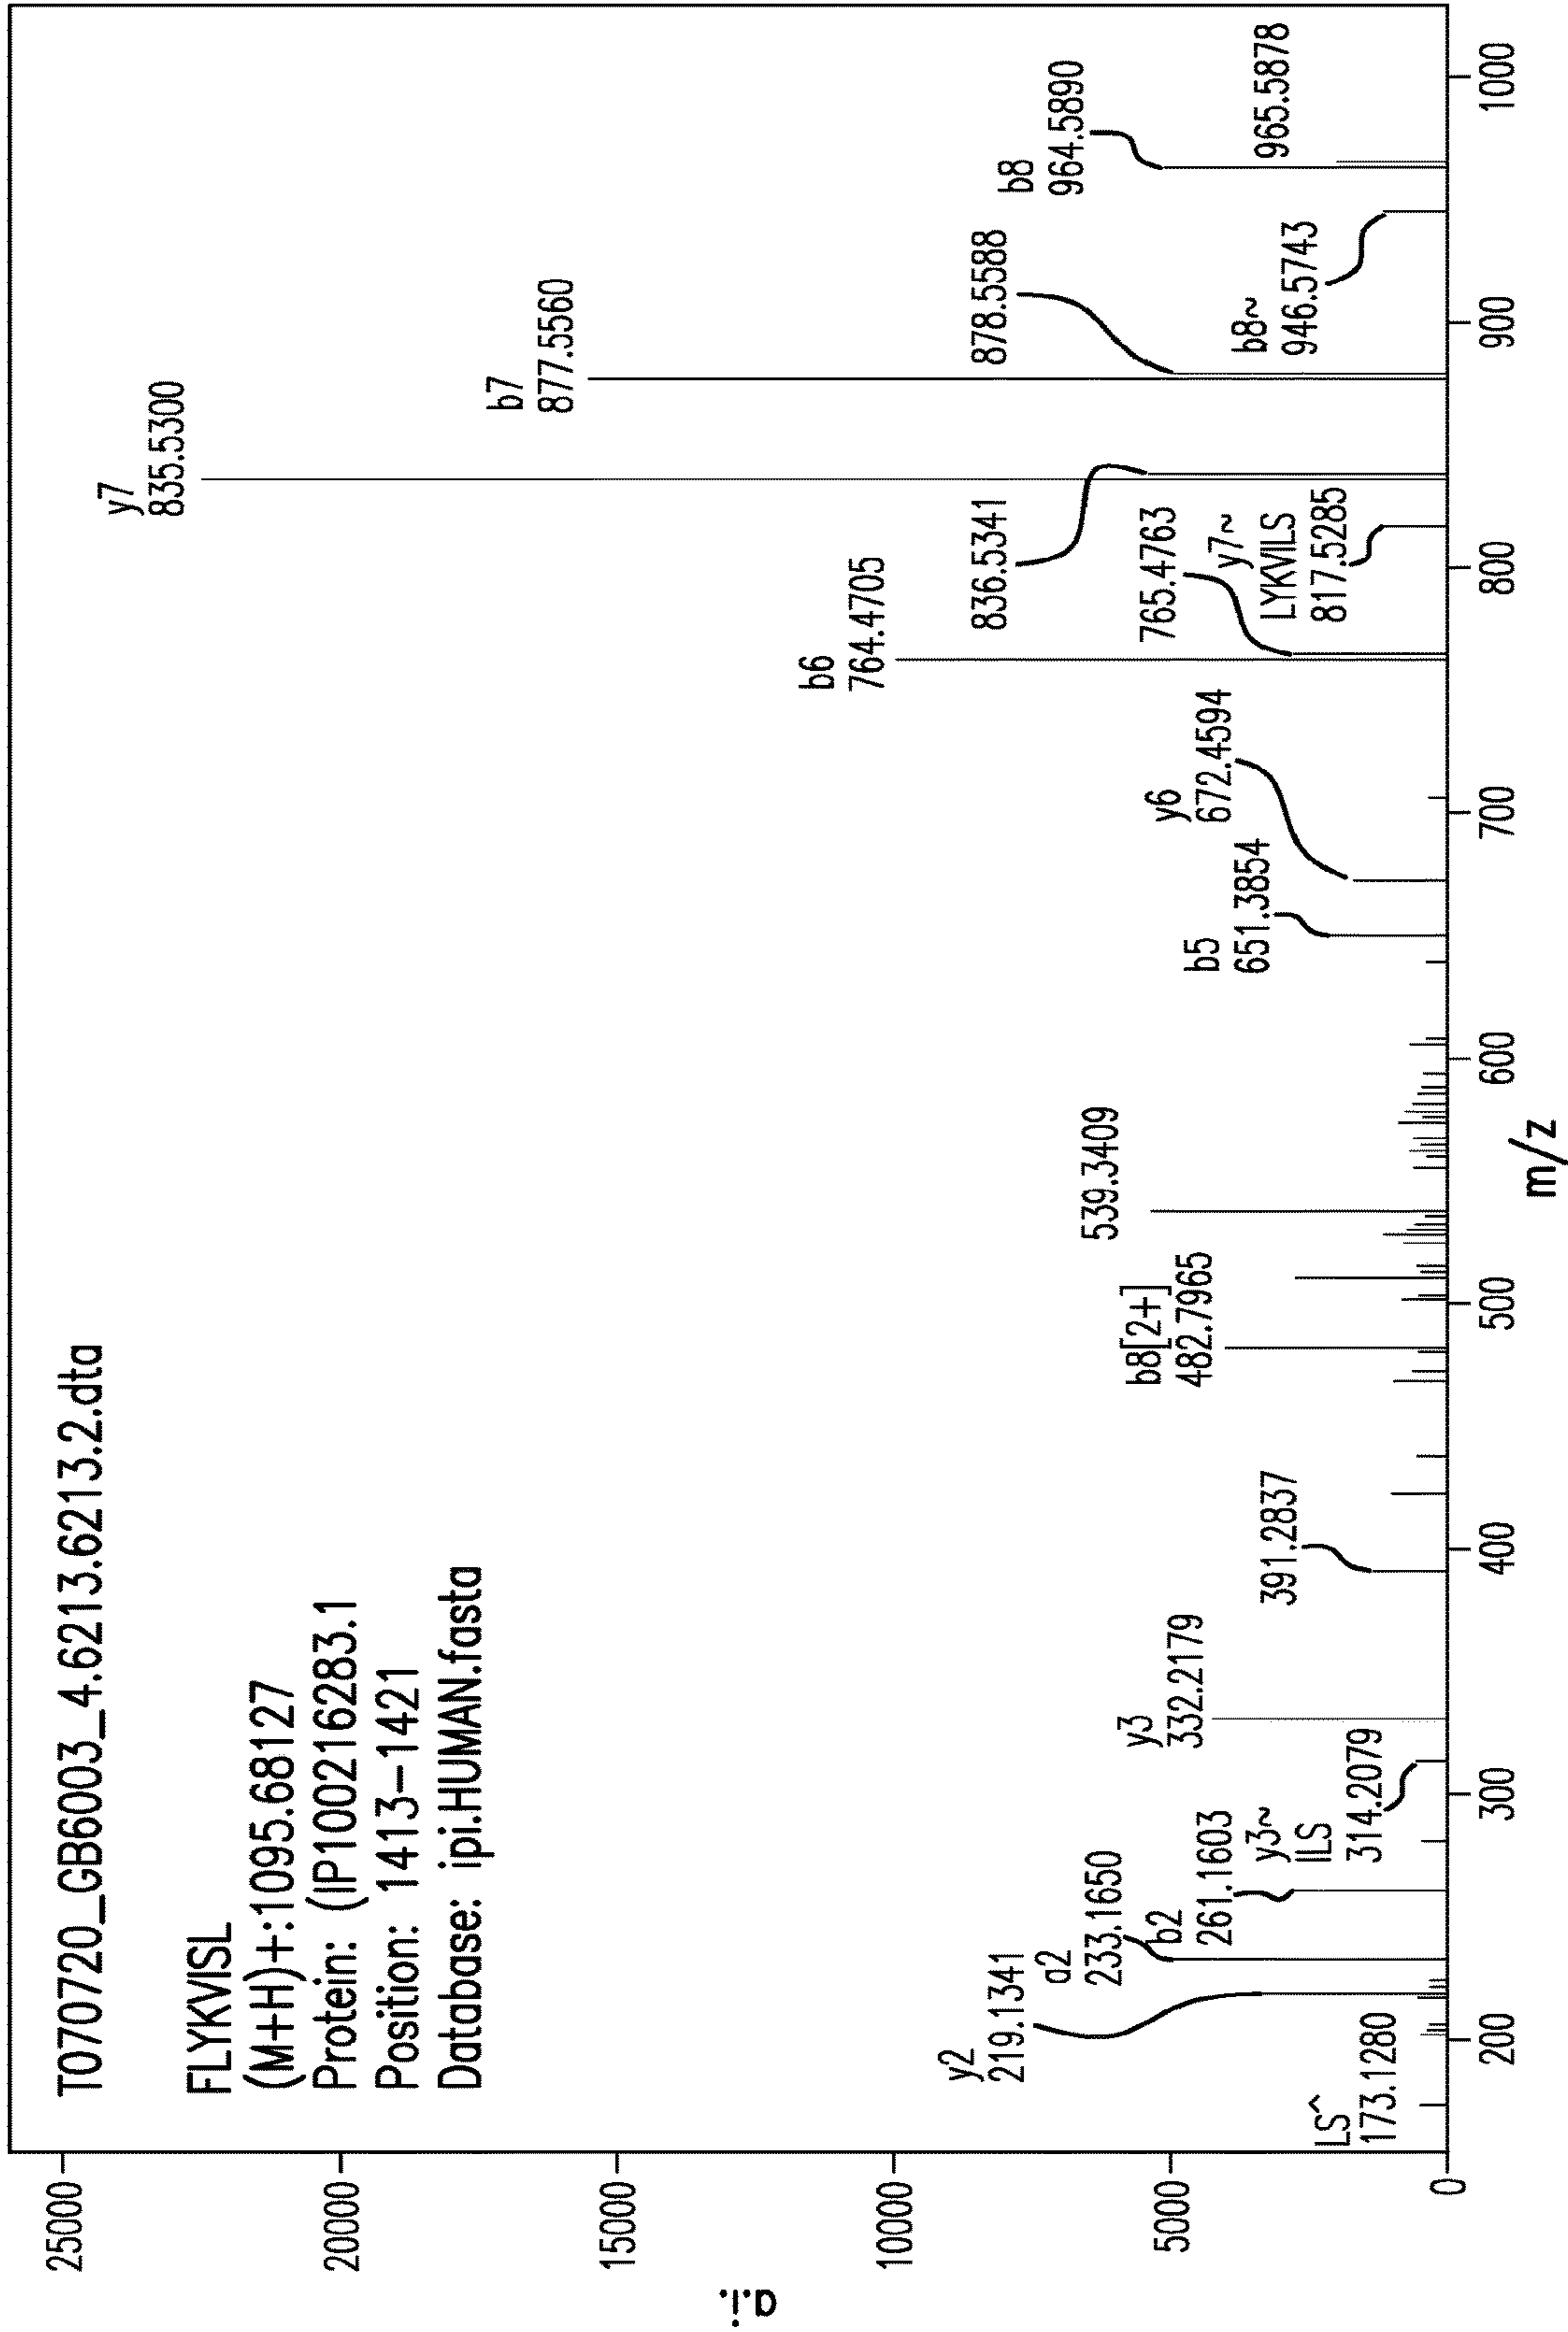 T070720_GB6003_4.6213.6213.2.dta
FLYKVISL
(M+H)+:1095.68127
Protein: (IP100216283.1
Position: 1413-1421
Database: ipi.HUMAN.fasta
a.i.
25000
20000
15000
10000
5000
0
LS^
173.1280
y2
219.1341
a2
233.1650
b2
261.1603
y3~
ILS
314.2079
y3
332.2179
391.2837
b8[2+]
482.7965
539.3409
b5
651.3854
y6
672.4594
b6
764.4705
765.4763
y7~
LYKVILS
817.5285
y7
835.5300
836.5341
b7
877.5560
878.5588
b8~
946.5743
b8
964.5890
965.5878
200
300
400
500
600
700
800
900
1000
m/z